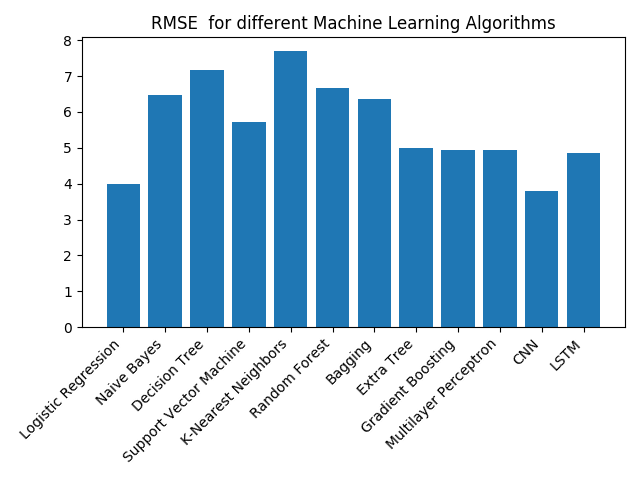 RMSE  for different Machine Learning Algorithms
8
7
6
5
4
3
2
1
0
Logistic Regression
Naive Bayes
Decision Tree
Support Vector Machine
K-Nearest Neighbors
Random Forest
Bagging
Extra Tree
Gradient Boosting
Multilayer Perceptron
CNN
LSTM